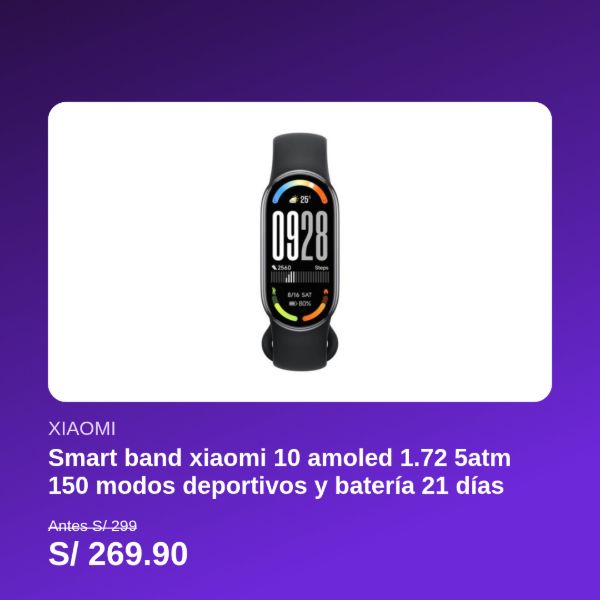 25°
0928
2560 Steps
8/16 SAT
80%
XIAOMI
Smart band xiaomi 10 amoled 1.72 5atm
150 modos deportivos y batería 21 días
Antes S/ 299
S/ 269.90